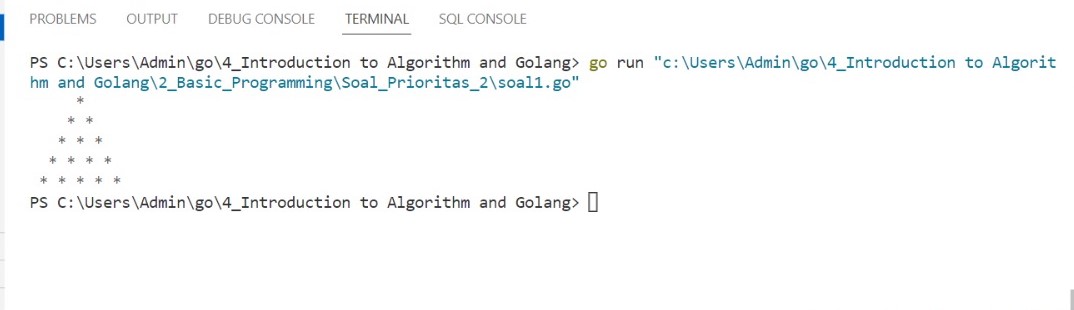 PROBLEMS OUTPUT DEBUG CONSOLE TERMINAL SQL CONSOLE
PS C:\Users\Admin\go\4_Introduction to Algorithm and Golang> go run "c:\Users\Admin\go\4_Introduction to Algorit
hm and Golang\2_Basic_Programming\Soal_Prioritas_2\soal1.go"
     *
    * *
   * * *
  * * * *
 * * * * *
PS C:\Users\Admin\go\4_Introduction to Algorithm and Golang>